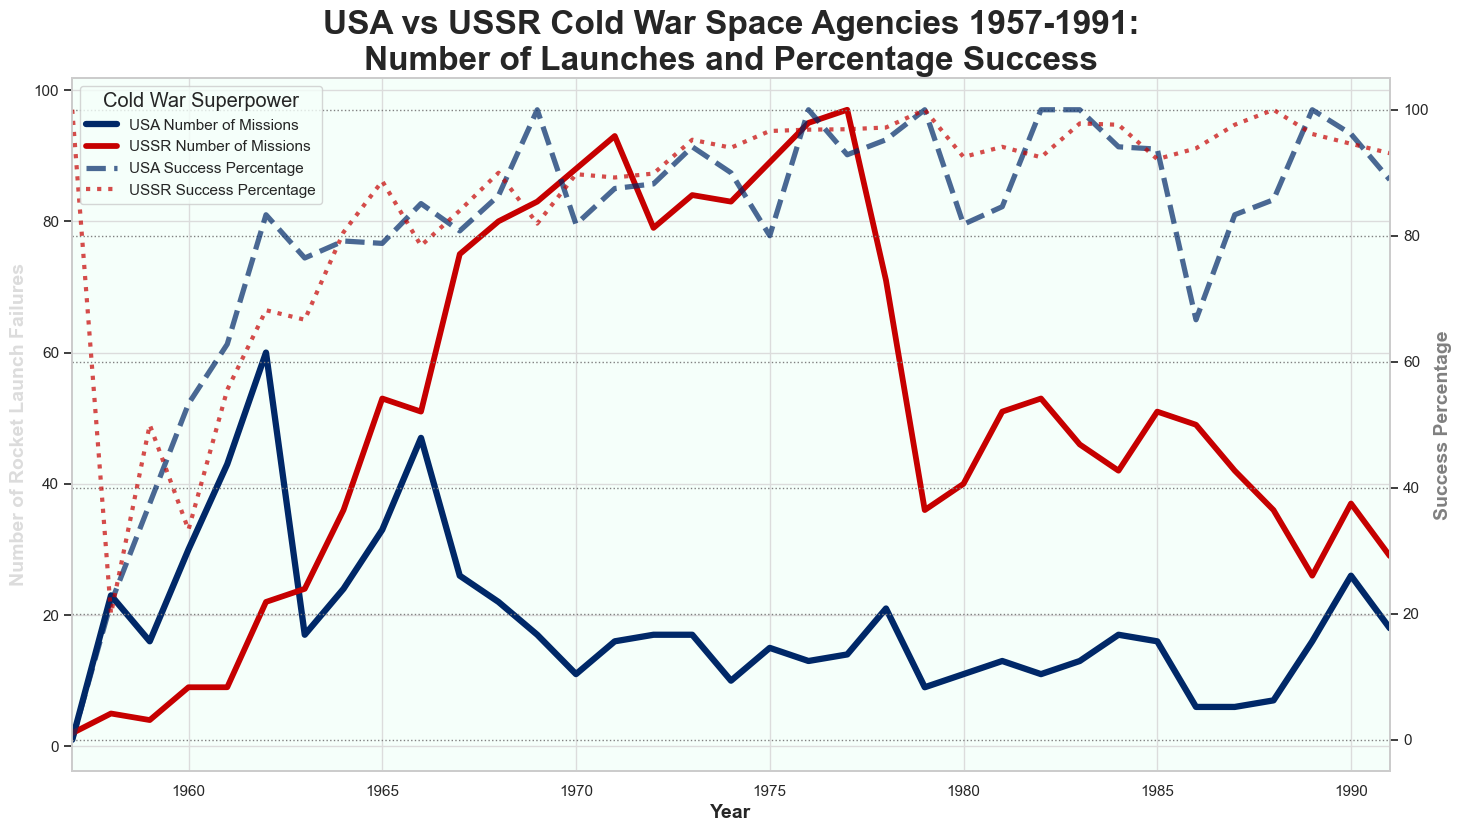 USA vs USSR Cold War Space Agencies 1957-1991:
Number of Launches and Percentage Success
Cold War Superpower
USA Number of Missions
USSR Number of Missions
USA Success Percentage
USSR Success Percentage
Number of Rocket Launch Failures
100
80
60
40
20
0
Success Percentage
100
80
60
40
20
0
1960
1965
1970
1975
1980
1985
1990
Year